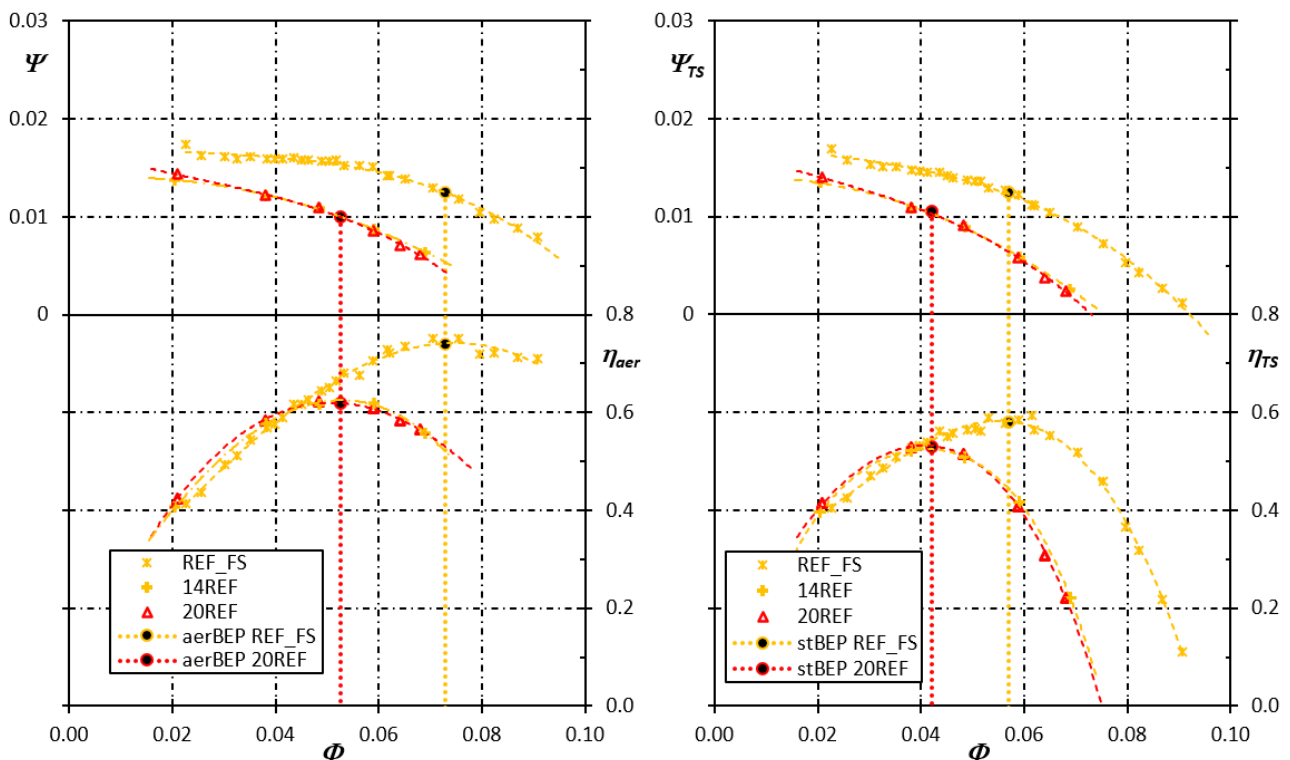 0.03
Ψ
0.02
0.01
0
0.8
ηaer
0.6
0.4
0.2
0.0
REF_FS
14REF
20REF
aerBEP REF_FS
aerBEP 20REF
0.00 0.02 0.04 0.06 0.08 0.10
Φ
0.03
ΨTS
0.02
0.01
0
0.8
ηTS
0.6
0.4
0.2
0.0
REF_FS
14REF
20REF
stBEP REF_FS
stBEP 20REF
0.00 0.02 0.04 0.06 0.08 0.10
Φ